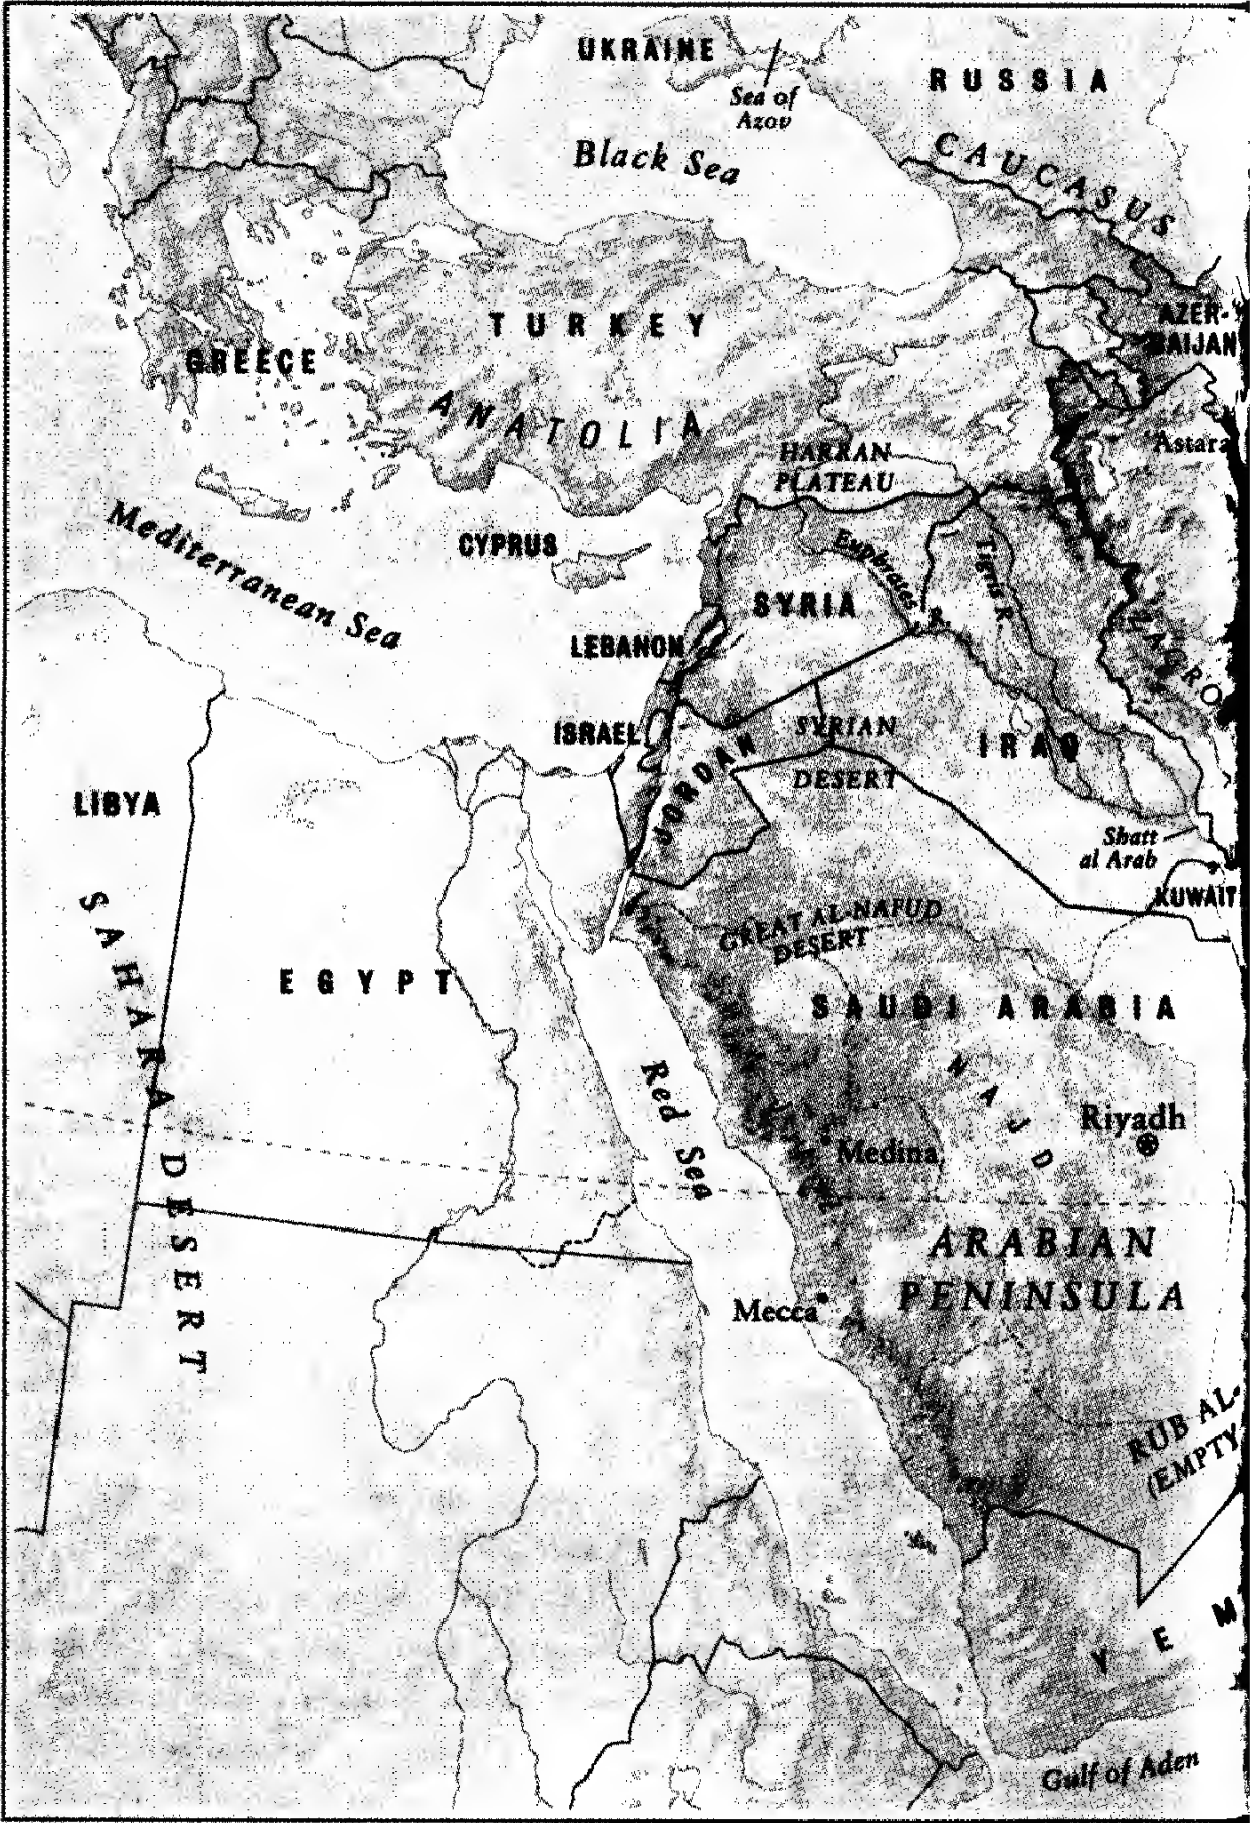 UKRAINE
RUSSIA
Sea of
Azov
Black Sea
CAUCASUS
AZER-
BAIJAN
TURKEY
GREECE
ANATOLIA
Astara
HARRAN
PLATEAU
Mediterranean Sea
CYPRUS
Euphrates R.
Tigris R.
SYRIA
ZAGRO
LEBANON
ISRAEL
JORDAN
SYRIAN
DESERT
IRAQ
LIBYA
Shatt
al Arab
KUWAIT
SAHARA DESERT
GREAT AL-NAFUD
DESERT
EGYPT
SAUDI ARABIA
NAJD
Red Sea
Riyadh
Medina
ARABIAN
PENINSULA
Mecca
RUB AL-
(EMPTY
YEM
Gulf of Aden